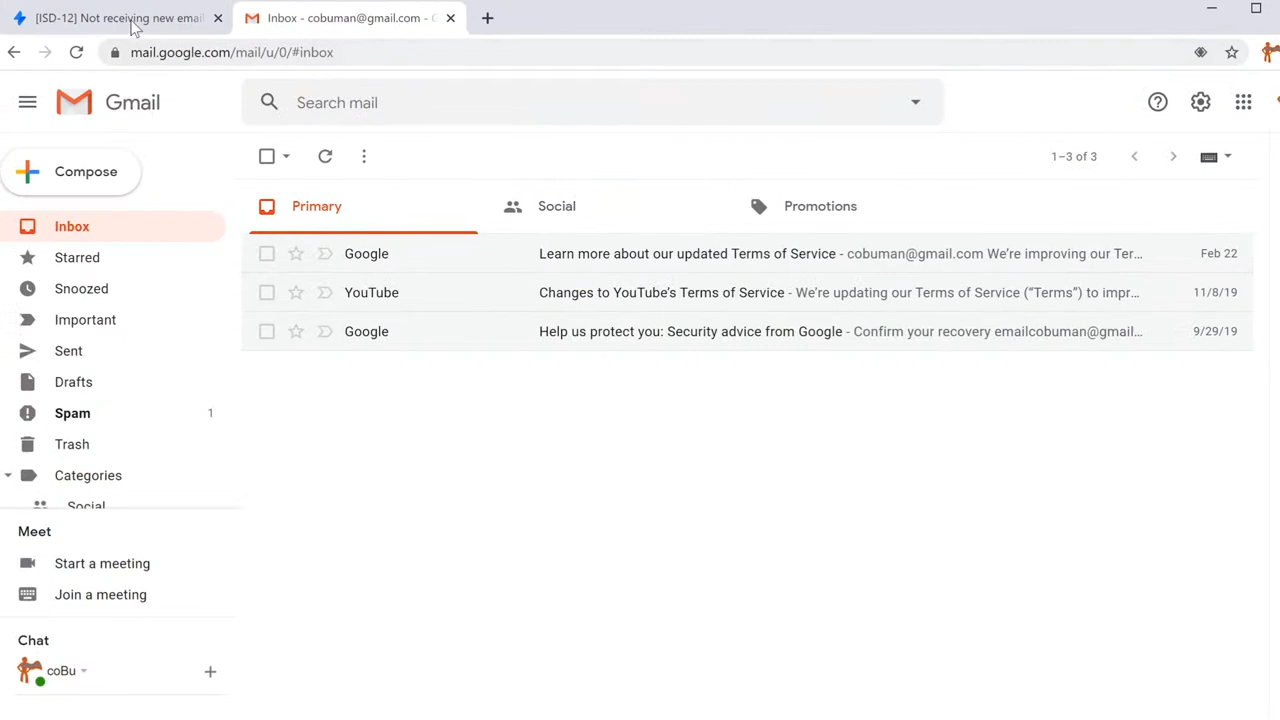 [ISD-12] Not receiving new email
Inbox - cobuman@gmail.com -
mail.google.com/mail/u/0/#inbox
Gmail
Search mail
Compose
1–3 of 3
Primary
Social
Promotions
Inbox
Starred
Snoozed
Important
Sent
Drafts
Spam 1
Trash
Categories
Social
Google Learn more about our updated Terms of Service - cobuman@gmail.com We're improving our Ter... Feb 22
YouTube Changes to YouTube's Terms of Service - We're updating our Terms of Service (“Terms”) to impr... 11/8/19
Google Help us protect you: Security advice from Google - Confirm your recovery emailcobuman@gmail... 9/29/19
Meet
Start a meeting
Join a meeting
Chat
coBu